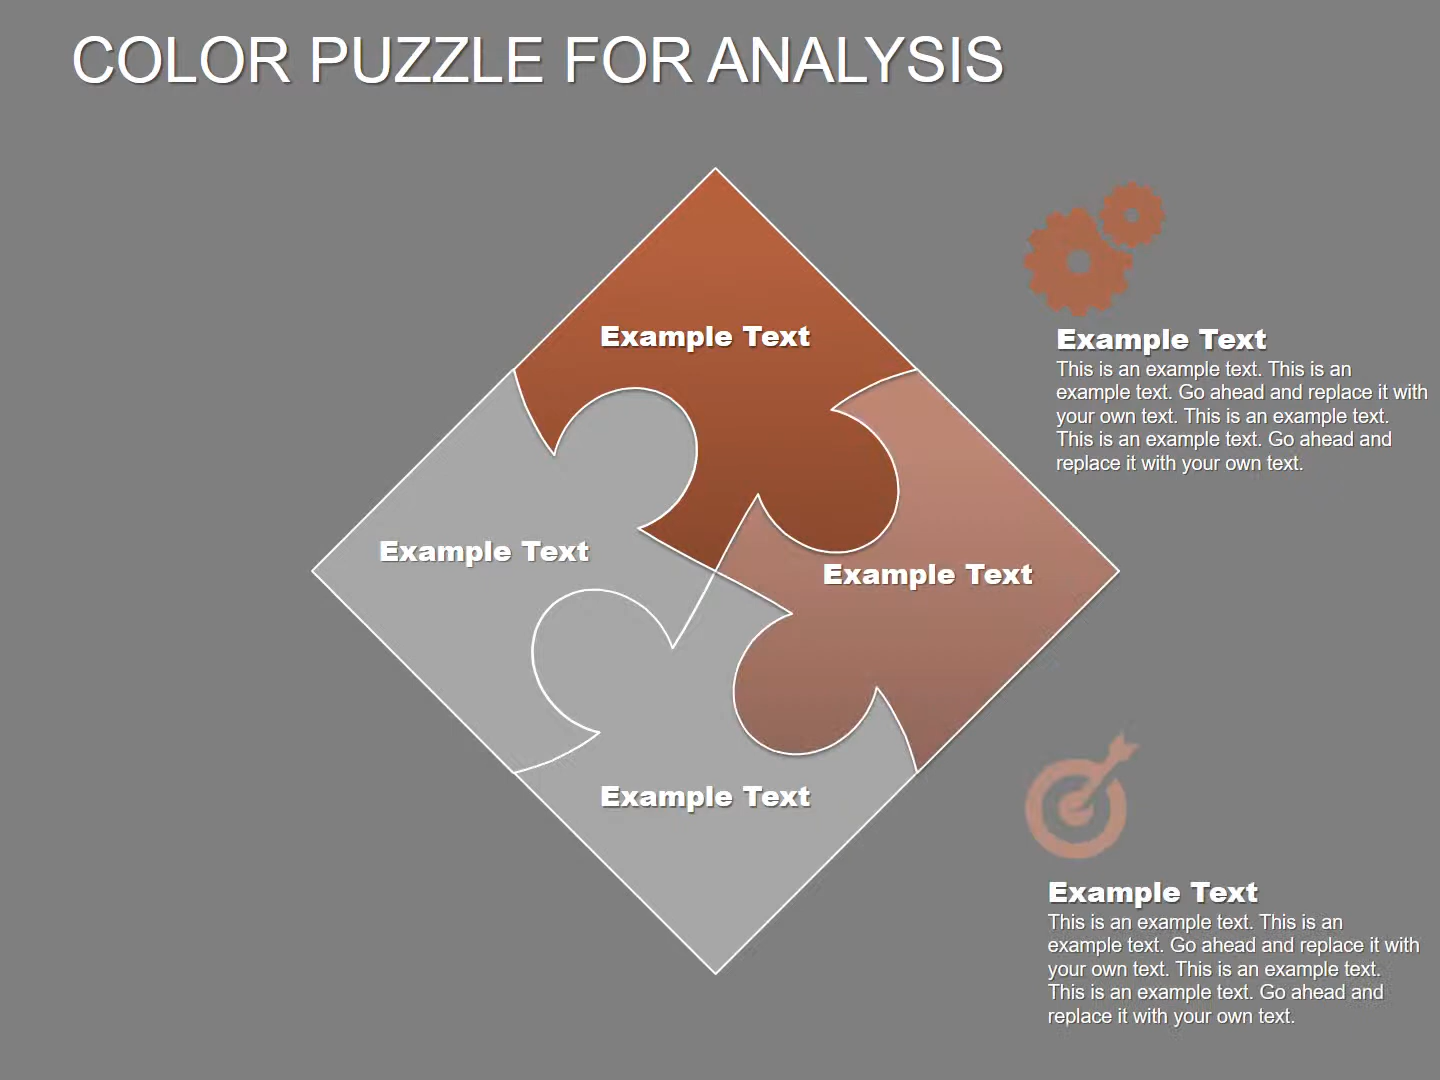 COLOR PUZZLE FOR ANALYSIS
Example Text
Example Text
Example Text
Example Text
Example Text
This is an example text. This is an
example text. Go ahead and replace it with
your own text. This is an example text.
This is an example text. Go ahead and
replace it with your own text.
Example Text
This is an example text. This is an
example text. Go ahead and replace it with
your own text. This is an example text.
This is an example text. Go ahead and
replace it with your own text.